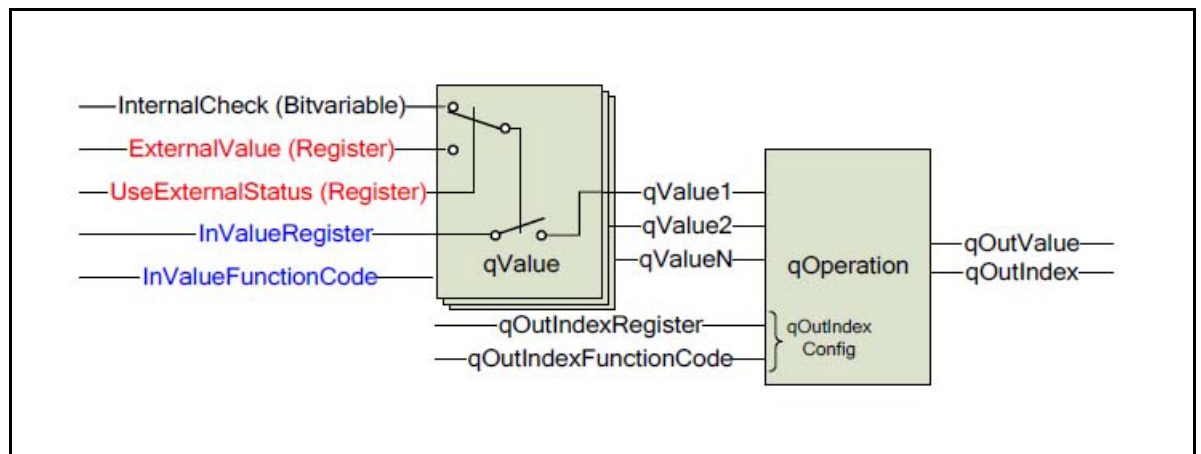 InternalCheck (Bitvariable)
ExternalValue (Register)
UseExternalStatus (Register)
InValueRegister
InValueFunctionCode
qValue
qValue1
qValue2
qValueN
qOutIndexRegister
qOutIndexFunctionCode
qOperation
qOutIndex
Config
qOutValue
qOutIndex